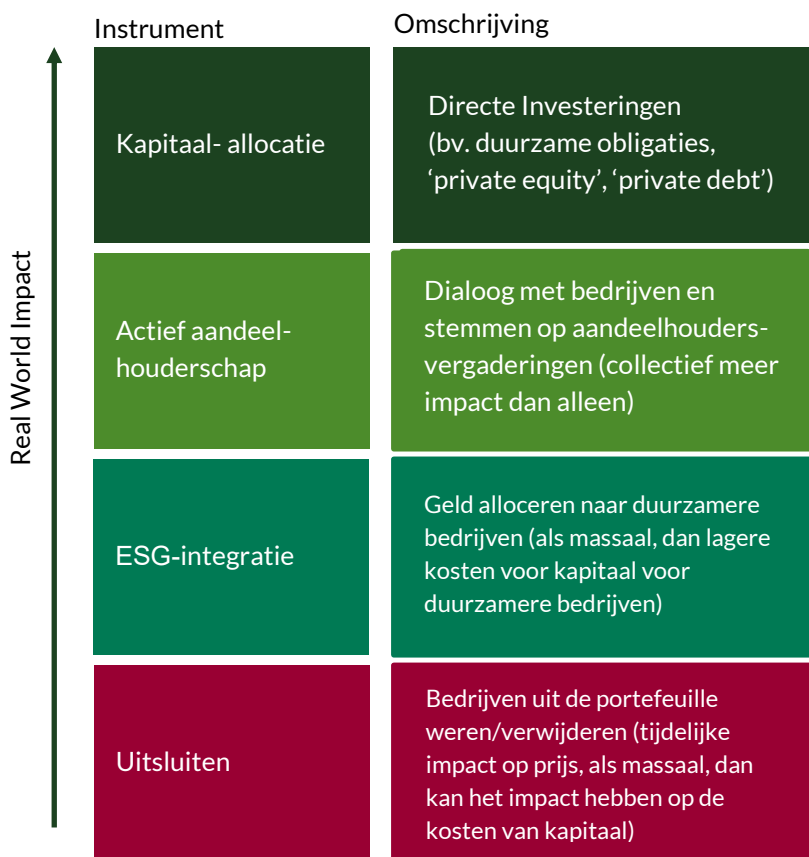 Instrument
Omschrijving
Real World Impact
Kapitaal- allocatie
Directe Investeringen
(bv. duurzame obligaties,
‘private equity’, ‘private debt’)
Actief aandeel-
houderschap
Dialoog met bedrijven en
stemmen op aandeelhouders-
vergaderingen (collectief meer
impact dan alleen)
ESG-integratie
Geld alloceren naar duurzamere
bedrijven (als massaal, dan lagere
kosten voor kapitaal voor
duurzamere bedrijven)
Uitsluiten
Bedrijven uit de portefeuille
weren/verwijderen (tijdelijke
impact op prijs, als massaal, dan
kan het impact hebben op de
kosten van kapitaal)